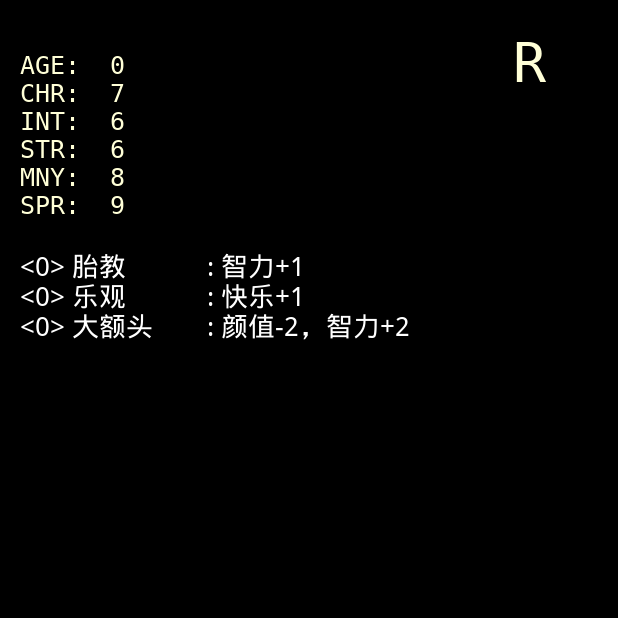 R
AGE: 0
CHR: 7
INT: 6
STR: 6
MNY: 8
SPR: 9
<0> 胎教 : 智力+1
<0> 乐观 : 快乐+1
<0> 大额头 : 颜值-2，智力+2